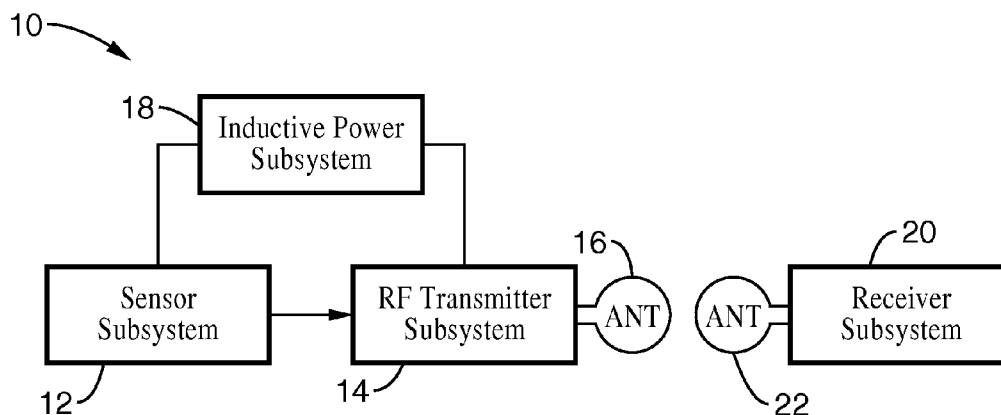 10
18
Inductive Power
Subsystem
16
20
Sensor
Subsystem
RF Transmitter
Subsystem
ANT
ANT
Receiver
Subsystem
12
14
22